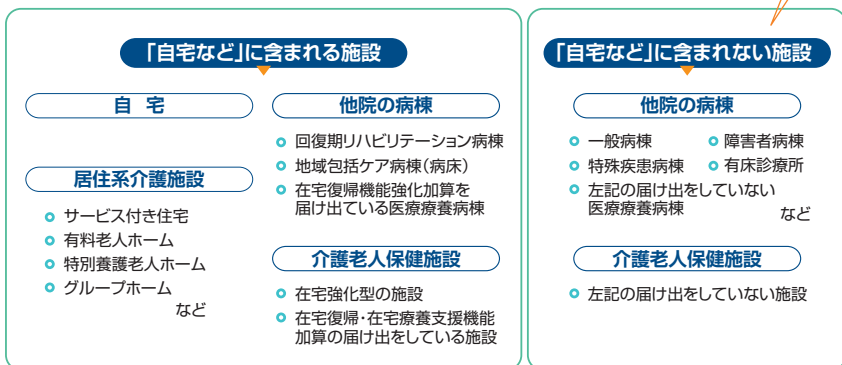 「自宅など」に含まれる施設
自 宅
居住系介護施設
サービス付き住宅
有料老人ホーム
特別養護老人ホーム
グループホーム
など
他院の病棟
回復期リハビリテーション病棟
地域包括ケア病棟(病床)
在宅復帰機能強化加算を
届け出ている医療療養病棟
介護老人保健施設
在宅強化型の施設
在宅復帰・在宅療養支援機能
加算の届け出をしている施設
「自宅など」に含まれない施設
他院の病棟
一般病棟
障害者病棟
特殊疾患病棟
有床診療所
左記の届け出をしていない
医療療養病棟
など
介護老人保健施設
左記の届け出をしていない施設